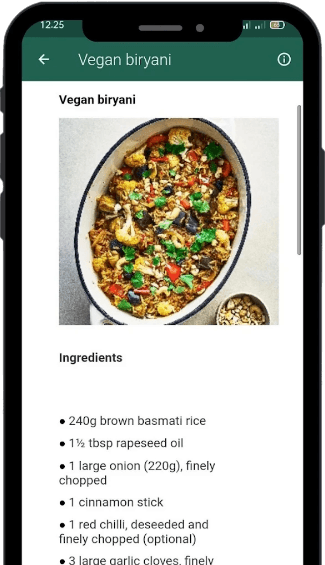 12.25
Vegan biryani
Vegan biryani
Ingredients
● 240g brown basmati rice
● 1½ tbsp rapeseed oil
● 1 large onion (220g), finely
chopped
● 1 cinnamon stick
● 1 red chilli, deseeded and
finely chopped (optional)
● 3 large garlic cloves, finely